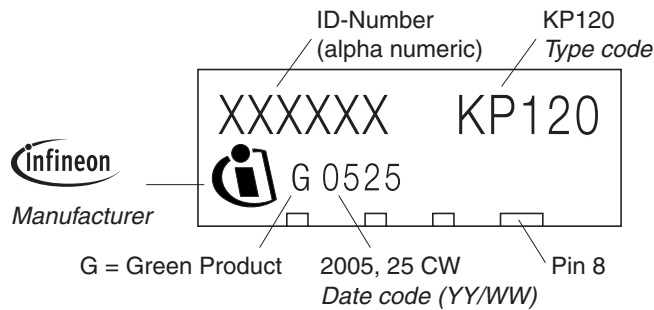 ID-Number
(alpha numeric)
KP120
Type code
XXXXXX KP120
infineon
G 0525
Manufacturer
G = Green Product
2005, 25 CW
Date code (YY/WW)
Pin 8